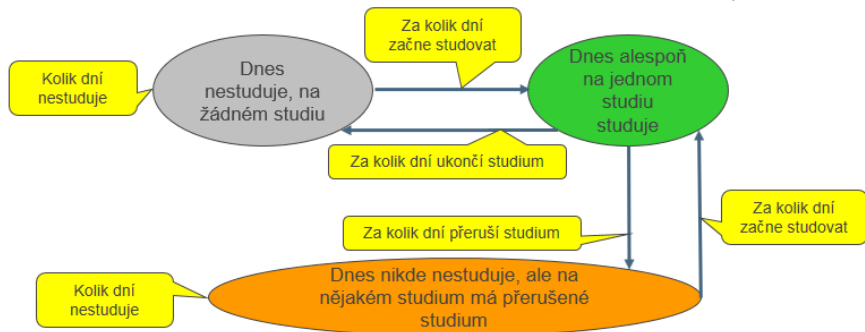 Za kolik dní
začne studovat
Dnes
nestuduje, na
žádném studiu
Dnes alespoň
na jednom
studiu
studuje
Kolik dní
nestuduje
Za kolik dní ukončí studium
Za kolik dní přeruší studium
Za kolik dní
začne studovat
Dnes nikde nestuduje, ale na
nějakém studium má přerušené
studium
Kolik dní
nestuduje